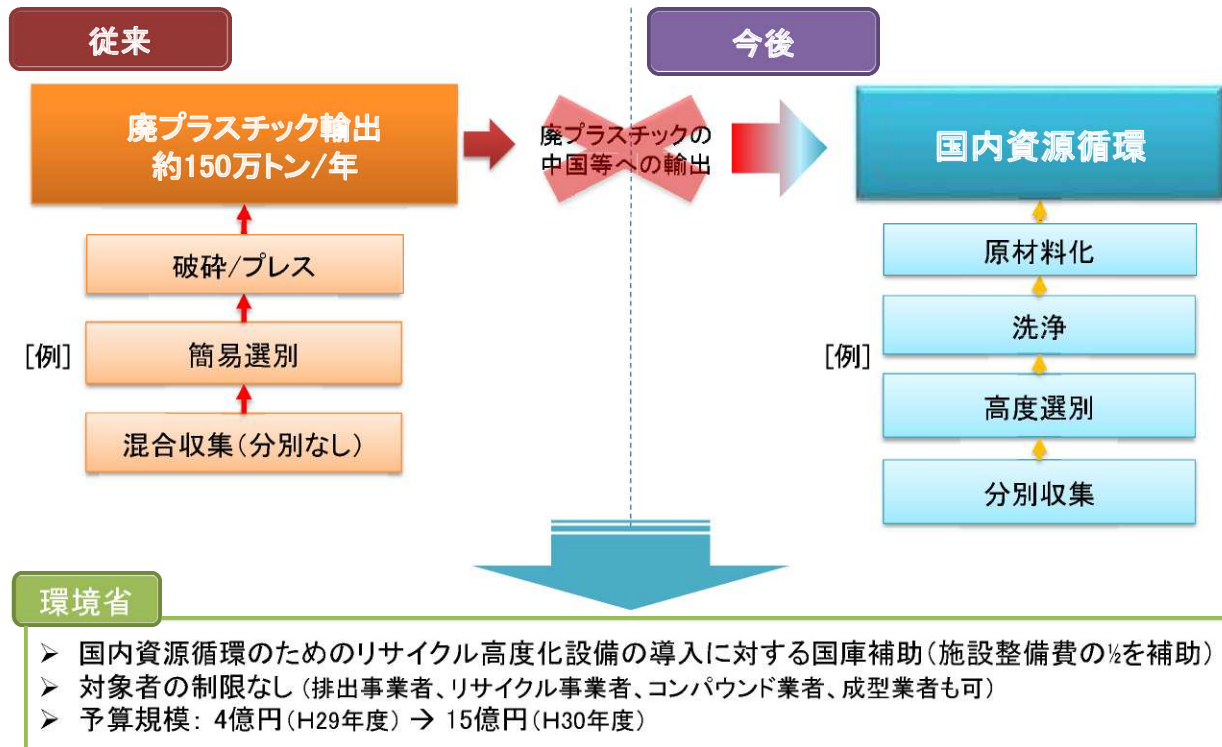 従来
今後
廃プラスチック輸出
約150万トン/年
廃プラスチックの
中国等への輸出
国内資源循環
破砕/プレス
[例]
簡易選別
混合収集(分別なし)
原材料化
洗浄
[例]
高度選別
分別収集
環境省
➢ 国内資源循環のためのリサイクル高度化設備の導入に対する国庫補助(施設整備費の½を補助)
➢ 対象者の制限なし (排出事業者、リサイクル事業者、コンパウンド業者、成型業者も可)
➢ 予算規模: 4億円(H29年度) → 15億円(H30年度)